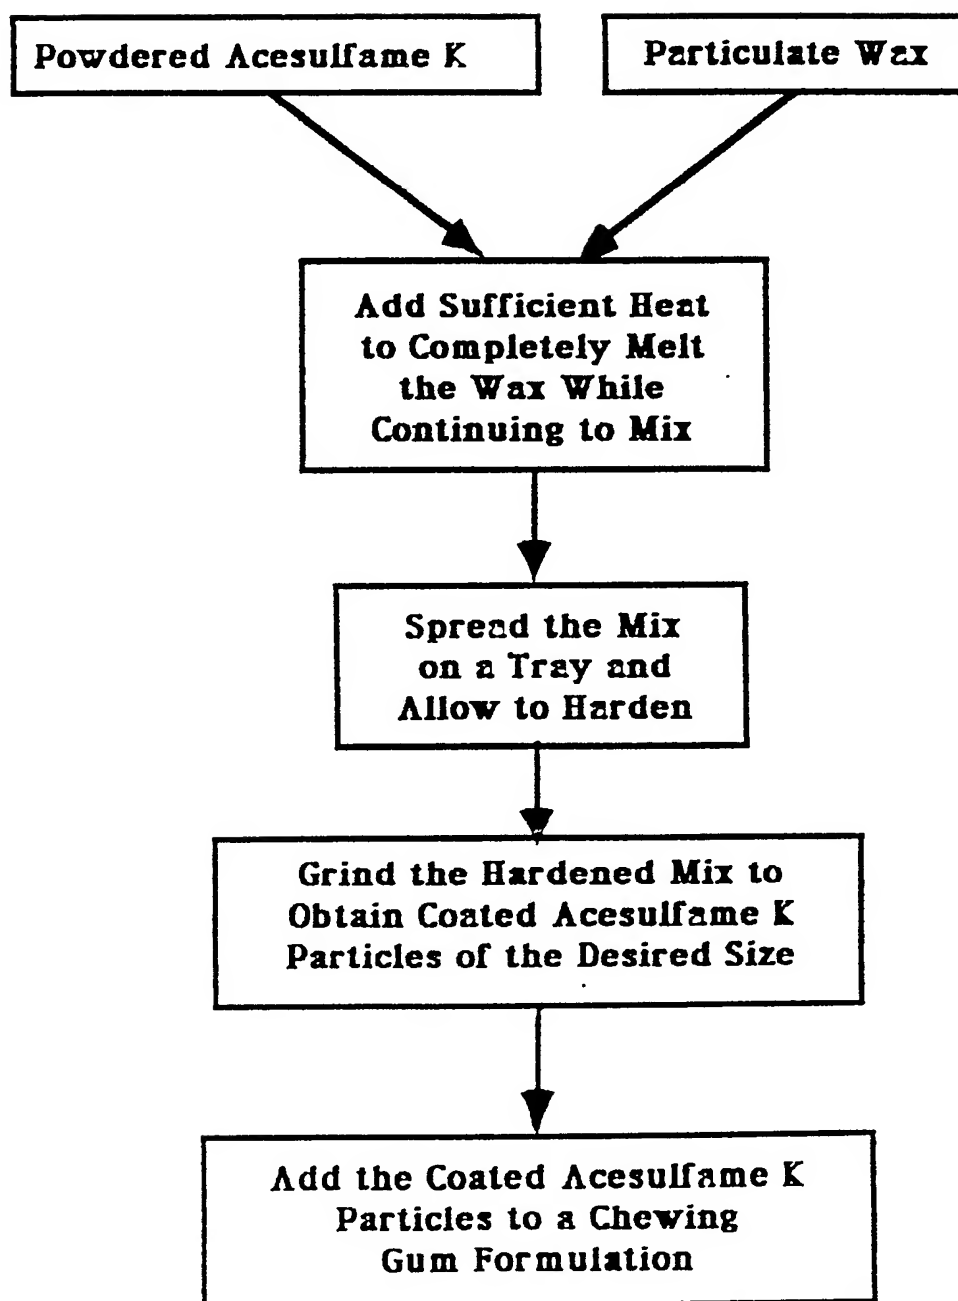 Powdered Acesulfame K
Particulate Wax
Add Sufficient Heat
to Completely Melt
the Wax While
Continuing to Mix
Spread the Mix
on a Tray and
Allow to Harden
Grind the Hardened Mix to
Obtain Coated Acesulfame K
Particles of the Desired Size
Add the Coated Acesulfame K
Particles to a Chewing
Gum Formulation